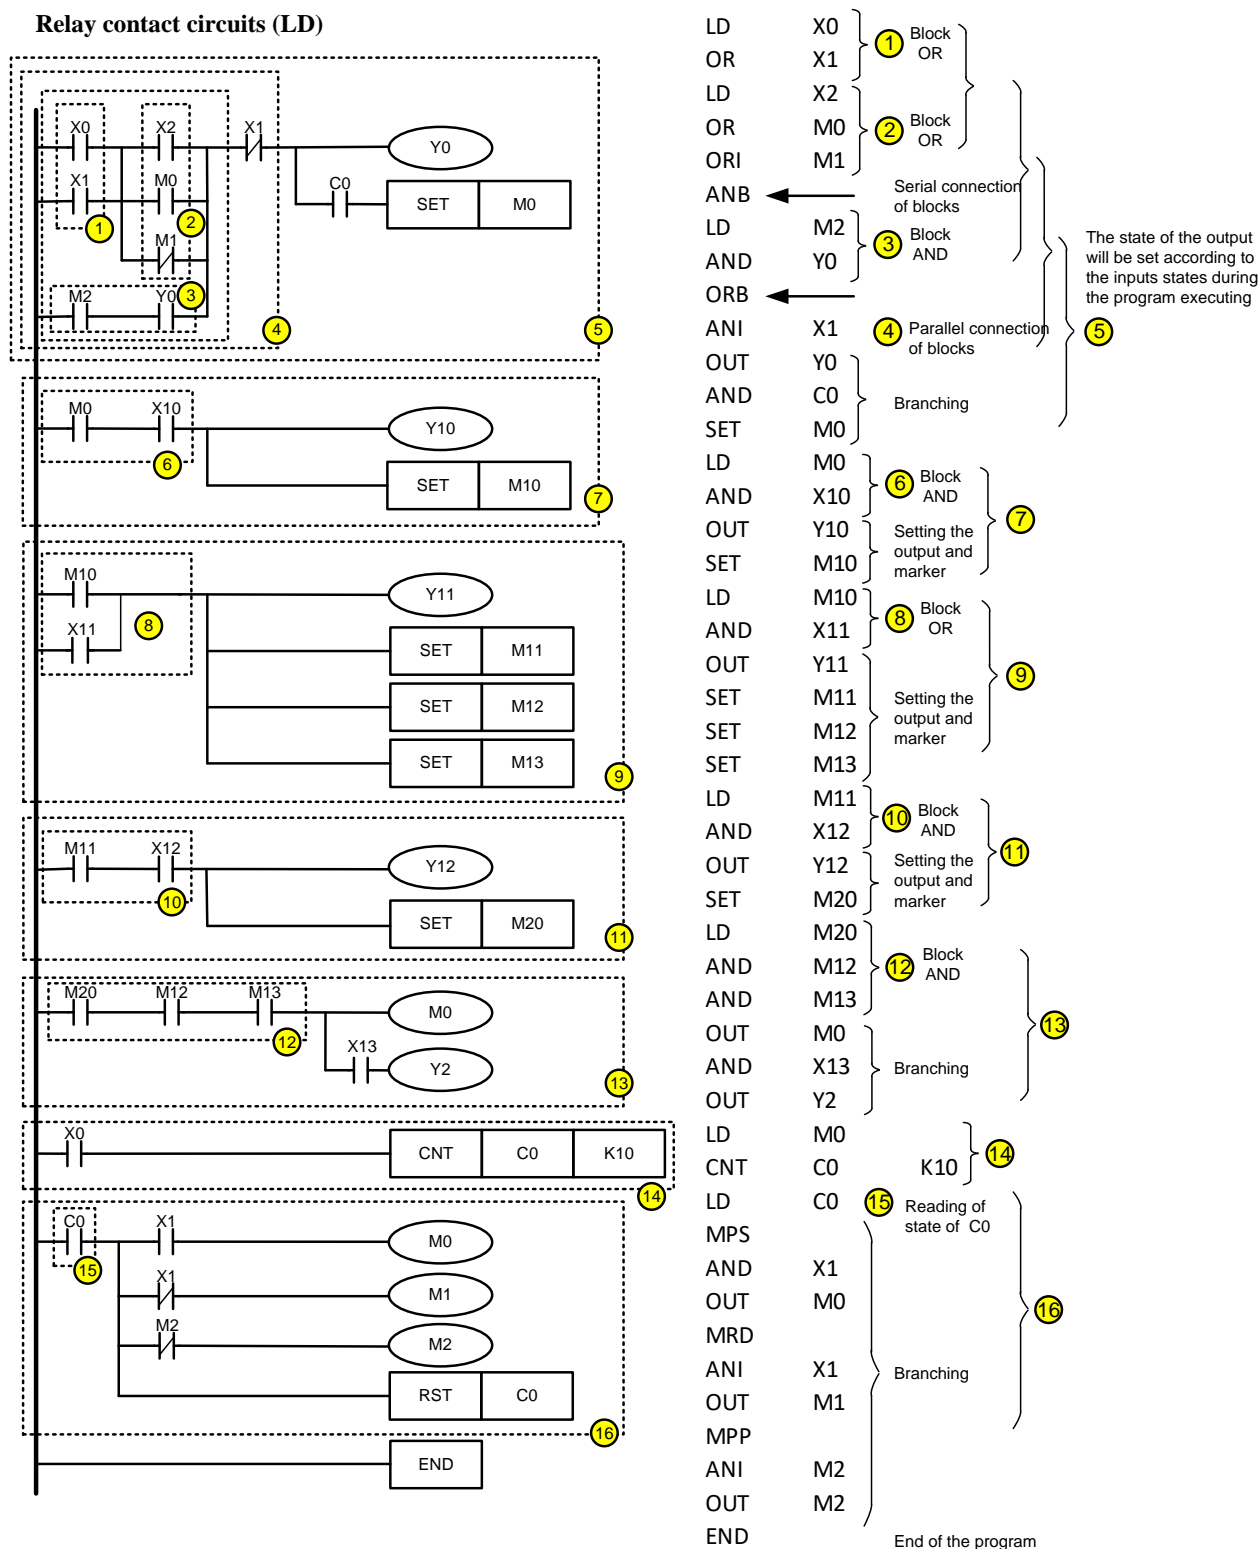 Relay contact circuits (LD)
X0 X2 X1
Y0
C0
X1 M0
SET M0
1 2
M1
M2 Y0 3
4 5
M0 X10
Y10
6
SET M10
7
M10
Y11
X11 8
SET M11
SET M12
SET M13
9
M11 X12
Y12
10
SET M20
11
M20 M12 M13
M0
12
X13
Y2
13
X0
CNT C0 K10
14
C0 X1
M0
15
X1
M1
M2
M2
RST C0
16
END
LD X0
1 Block
OR
OR X1
LD X2
OR M0
2 Block
OR
ORI M1
ANB
Serial connection
of blocks
LD M2
3 Block
AND
AND Y0
ORB
The state of the output
will be set according to
the inputs states during
the program executing
5
ANI X1
4 Parallel connection
of blocks
OUT Y0
AND C0
Branching
SET M0
LD M0
6 Block
AND
AND X10
7
OUT Y10
Setting the
output and
marker
SET M10
LD M10
8 Block
OR
AND X11
OUT Y11
9
SET M11
Setting the
output and
marker
SET M12
SET M13
LD M11
10 Block
AND
AND X12
11
OUT Y12
Setting the
output and
marker
SET M20
LD M20
AND M12
12 Block
AND
AND M13
13
OUT M0
AND X13
Branching
OUT Y2
LD M0
14
CNT C0 K10
LD C0
15 Reading of
state of C0
MPS
AND X1
OUT M0
16
MRD
ANI X1
Branching
OUT M1
MPP
ANI M2
OUT M2
END End of the program